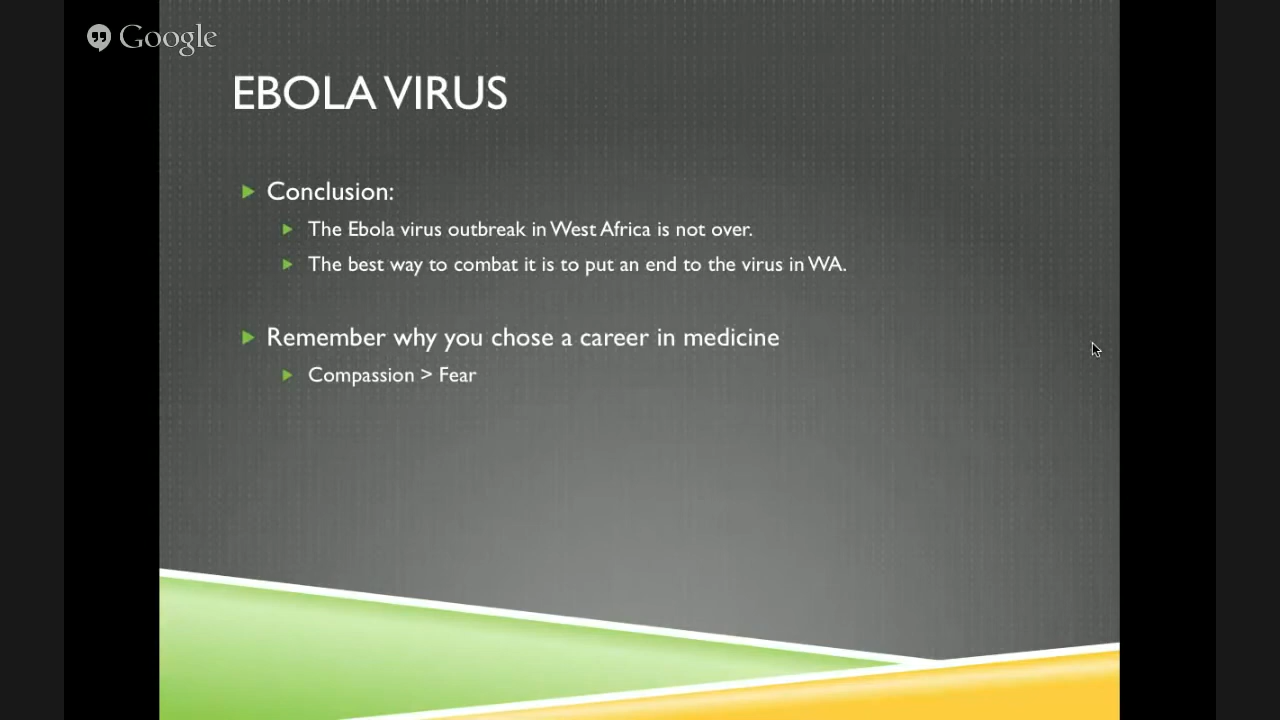 Google
EBOLA VIRUS
Conclusion:
The Ebola virus outbreak in West Africa is not over.
The best way to combat it is to put an end to the virus in WA.
Remember why you chose a career in medicine
Compassion > Fear